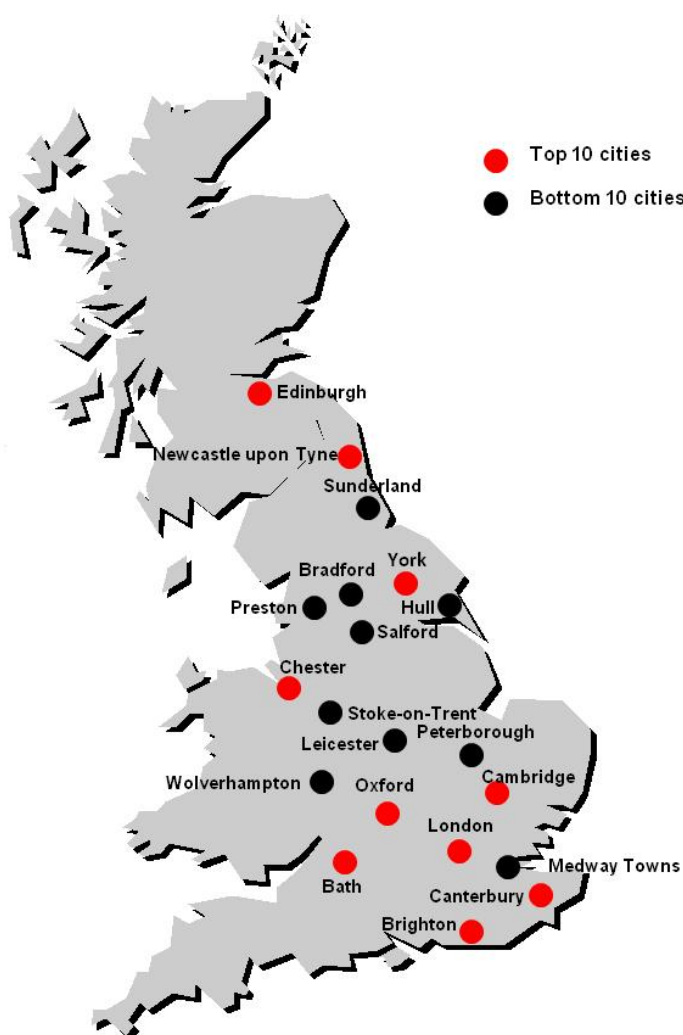 Top 10 cities
Bottom 10 cities
Edinburgh
Newcastle upon Tyne
Sunderland
York
Bradford
Preston
Hull
Salford
Chester
Stoke-on-Trent
Peterborough
Leicester
Cambridge
Wolverhampton
Oxford
London
Medway Towns
Bath
Canterbury
Brighton